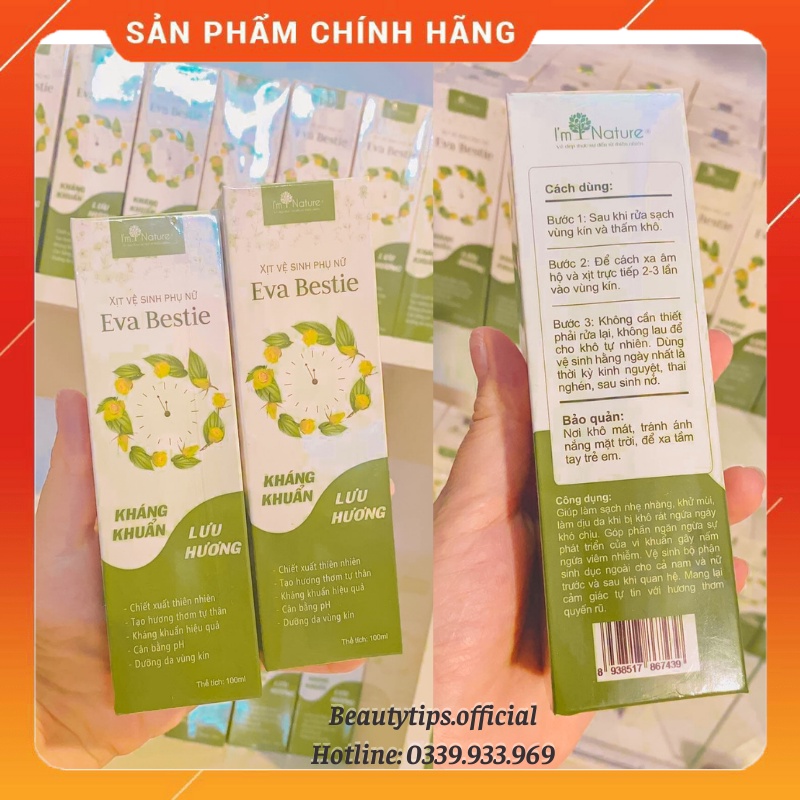 SẢN PHẨM CHÍNH HÃNG
I'm Nature
XỊT VỆ SINH PHỤ NỮ
Eva Bestie
KHÁNG
KHUẨN
LƯU
HƯƠNG
- Chiết xuất thiên nhiên
- Tạo hương thơm tự thân
- Kháng khuẩn hiệu quả
- Cân bằng pH
- Dưỡng da vùng kín
Thể tích: 100ml
I'm Nature
XỊT VỆ SINH PHỤ NỮ
Eva Bestie
KHÁNG
KHUẨN
LƯU
HƯƠNG
- Chiết xuất thiên nhiên
- Tạo hương thơm tự thân
- Kháng khuẩn hiệu quả
- Cân bằng pH
- Dưỡng da vùng kín
Thể tích: 100ml
I'm Nature
Cách dùng:
Bước 1: Sau khi rửa sạch
vùng kín và thấm khô.
Bước 2: Để cách xa âm
hộ và xịt trực tiếp 2-3 lần
vào vùng kín.
Bước 3: Không cần thiết
phải rửa lại, không lau để
cho khô tự nhiên. Dùng
vệ sinh hằng ngày nhất là
thời kỳ kinh nguyệt, thai
nghén, sau sinh nở.
Bảo quản:
Nơi khô mát, tránh ánh
nắng mặt trời, để xa tầm
tay trẻ em.
Công dụng:
Giúp làm sạch nhẹ nhàng, khử mùi,
làm dịu da khi bị khô rát ngứa ngáy
khó chịu. Góp phần ngăn ngừa sự
phát triển của vi khuẩn gây nấm
ngứa viêm nhiễm. Vệ sinh bộ phận
sinh dục ngoài cho cả nam và nữ
trước và sau khi quan hệ. Mang lại
cảm giác tự tin với hương thơm
quyến rũ.
8 938517 867439
Beautytips.official
Hotline: 0339.933.969